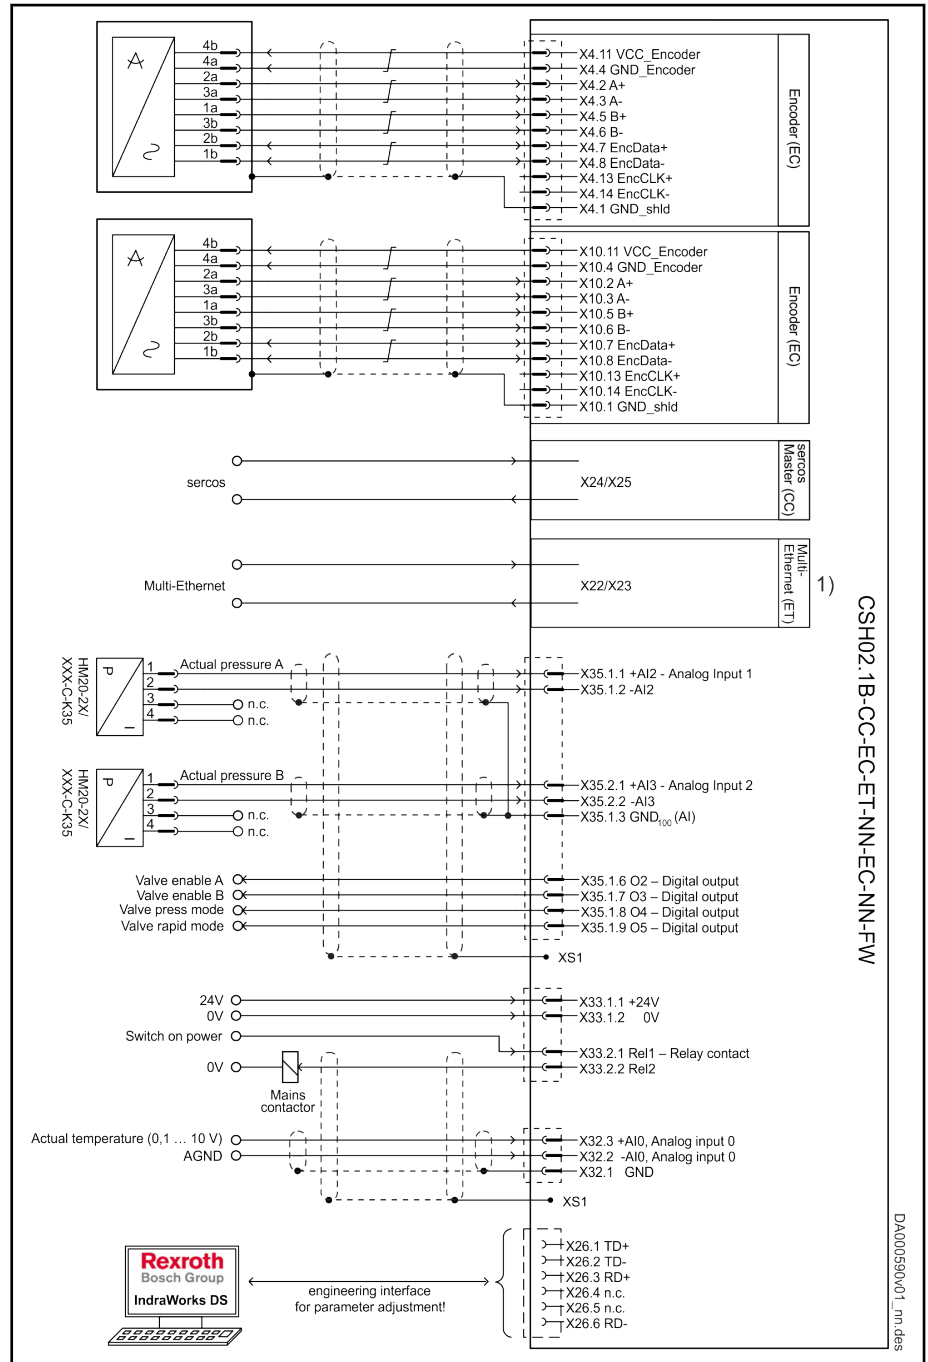 4b
4a
2a
3a
1a
3b
2b
1b
X4.11 VCC_Encoder
X4.4 GND_Encoder
X4.2 A+
X4.3 A-
X4.5 B+
X4.6 B-
X4.7 EncData+
X4.8 EncData-
X4.13 EncCLK+
X4.14 EncCLK-
X4.1 GND_shld
Encoder (EC)
4b
4a
2a
3a
1a
3b
2b
1b
X10.11 VCC_Encoder
X10.4 GND_Encoder
X10.2 A+
X10.3 A-
X10.5 B+
X10.6 B-
X10.7 EncData+
X10.8 EncData-
X10.13 EncCLK+
X10.14 EncCLK-
X10.1 GND_shld
Encoder (EC)
sercos
X24/X25
sercos
Master (CC)
Multi-Ethernet
X22/X23
Multi-
Ethernet (ET)
1)
CSH02.1B-CC-EC-ET-NN-EC-NN-FW
HM20-2X/
XXX-C-K35
P
I
1
2
3
4
Actual pressure A
n.c.
n.c.
X35.1.1 +AI2 - Analog Input 1
X35.1.2 -AI2
HM20-2X/
XXX-C-K35
P
I
1
2
3
4
Actual pressure B
n.c.
n.c.
X35.2.1 +AI3 - Analog Input 2
X35.2.2 -AI3
X35.1.3 GND100 (AI)
Valve enable A
Valve enable B
Valve press mode
Valve rapid mode
X35.1.6 O2 – Digital output
X35.1.7 O3 – Digital output
X35.1.8 O4 – Digital output
X35.1.9 O5 – Digital output
XS1
24V
0V
Switch on power
0V
Mains
contactor
X33.1.1 +24V
X33.1.2 0V
X33.2.1 Rel1 – Relay contact
X33.2.2 Rel2
Actual temperature (0,1 … 10 V)
AGND
X32.3 +AI0, Analog input 0
X32.2 -AI0, Analog input 0
X32.1 GND
XS1
Rexroth
Bosch Group
IndraWorks DS
engineering interface
for parameter adjustment!
X26.1 TD+
X26.2 TD-
X26.3 RD+
X26.4 n.c.
X26.5 n.c.
X26.6 RD-
DA000590v01_nn.des